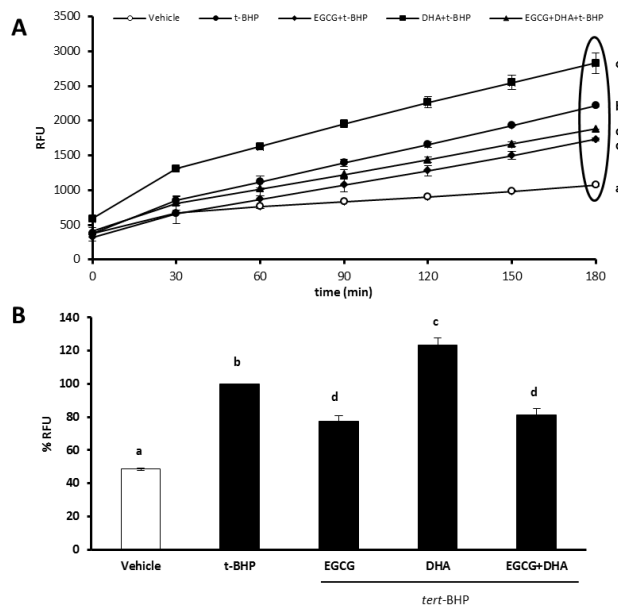 A
Vehicle t-BHP EGCG+t-BHP DHA+t-BHP EGCG+DHA+t-BHP
3500
3000
2500
2000
1500
1000
500
0
RFU
b
a
0 30 60 90 120 150 180
time (min)
B
140
120
100
80
60
40
20
0
% RFU
a
b
d
c
d
Vehicle t-BHP EGCG DHA EGCG+DHA
tert-BHP